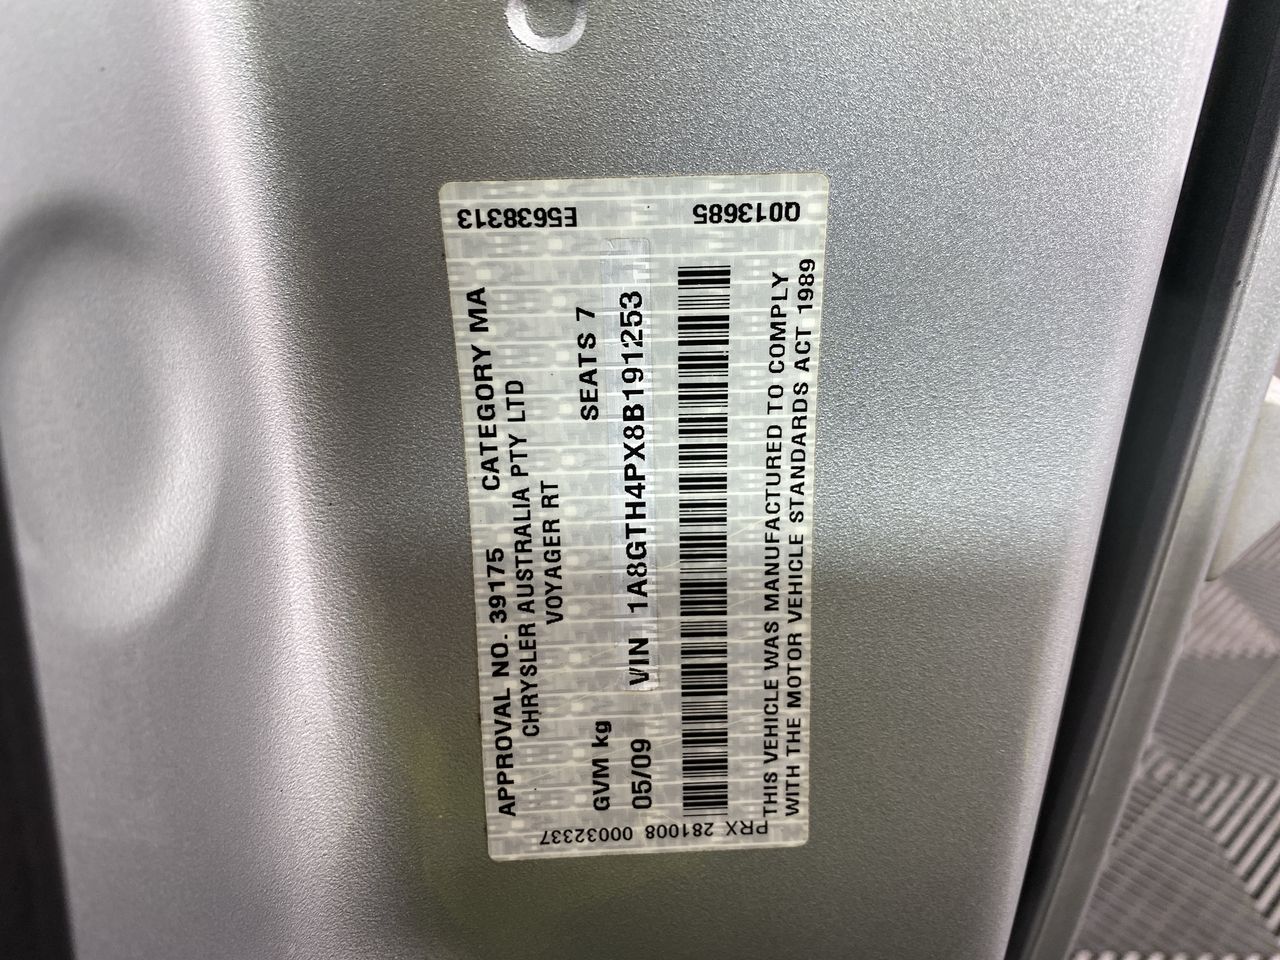 E5638313 Q013685
APPROVAL NO. 39175 CATEGORY MA
CHRYSLER AUSTRALIA PTY LTD
VOYAGER RT
GVM kg SEATS 7
05/09 VIN 1A8GTH4PX8B191253
THIS VEHICLE WAS MANUFACTURED TO COMPLY
WITH THE MOTOR VEHICLE STANDARDS ACT 1989
PRX 281008 00032337